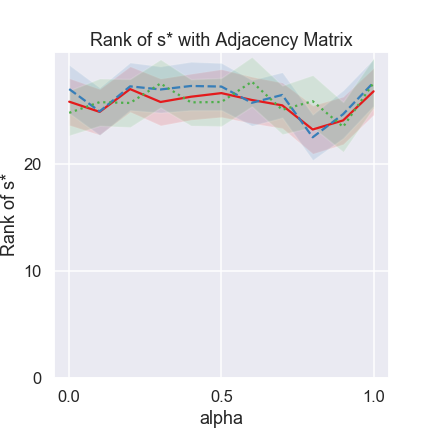 Rank of s* with Adjacency Matrix
Rank of s*
20
10
0
0.0 0.5 1.0
alpha